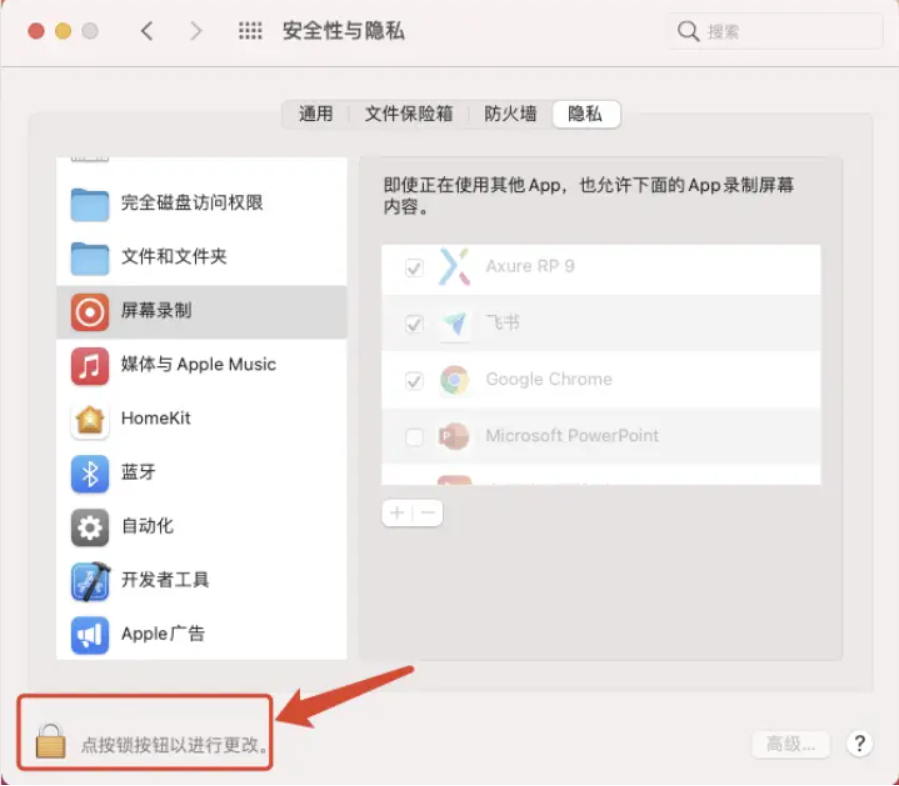 安全性与隐私
搜索
通用 文件保险箱 防火墙 隐私
完全磁盘访问权限
文件和文件夹
屏幕录制
媒体与 Apple Music
HomeKit
蓝牙
自动化
开发者工具
Apple广告
即使正在使用其他 App，也允许下面的 App 录制屏幕
内容。
Axure RP 9
飞书
Google Chrome
Microsoft PowerPoint
点按锁按钮以进行更改。
高级... ?